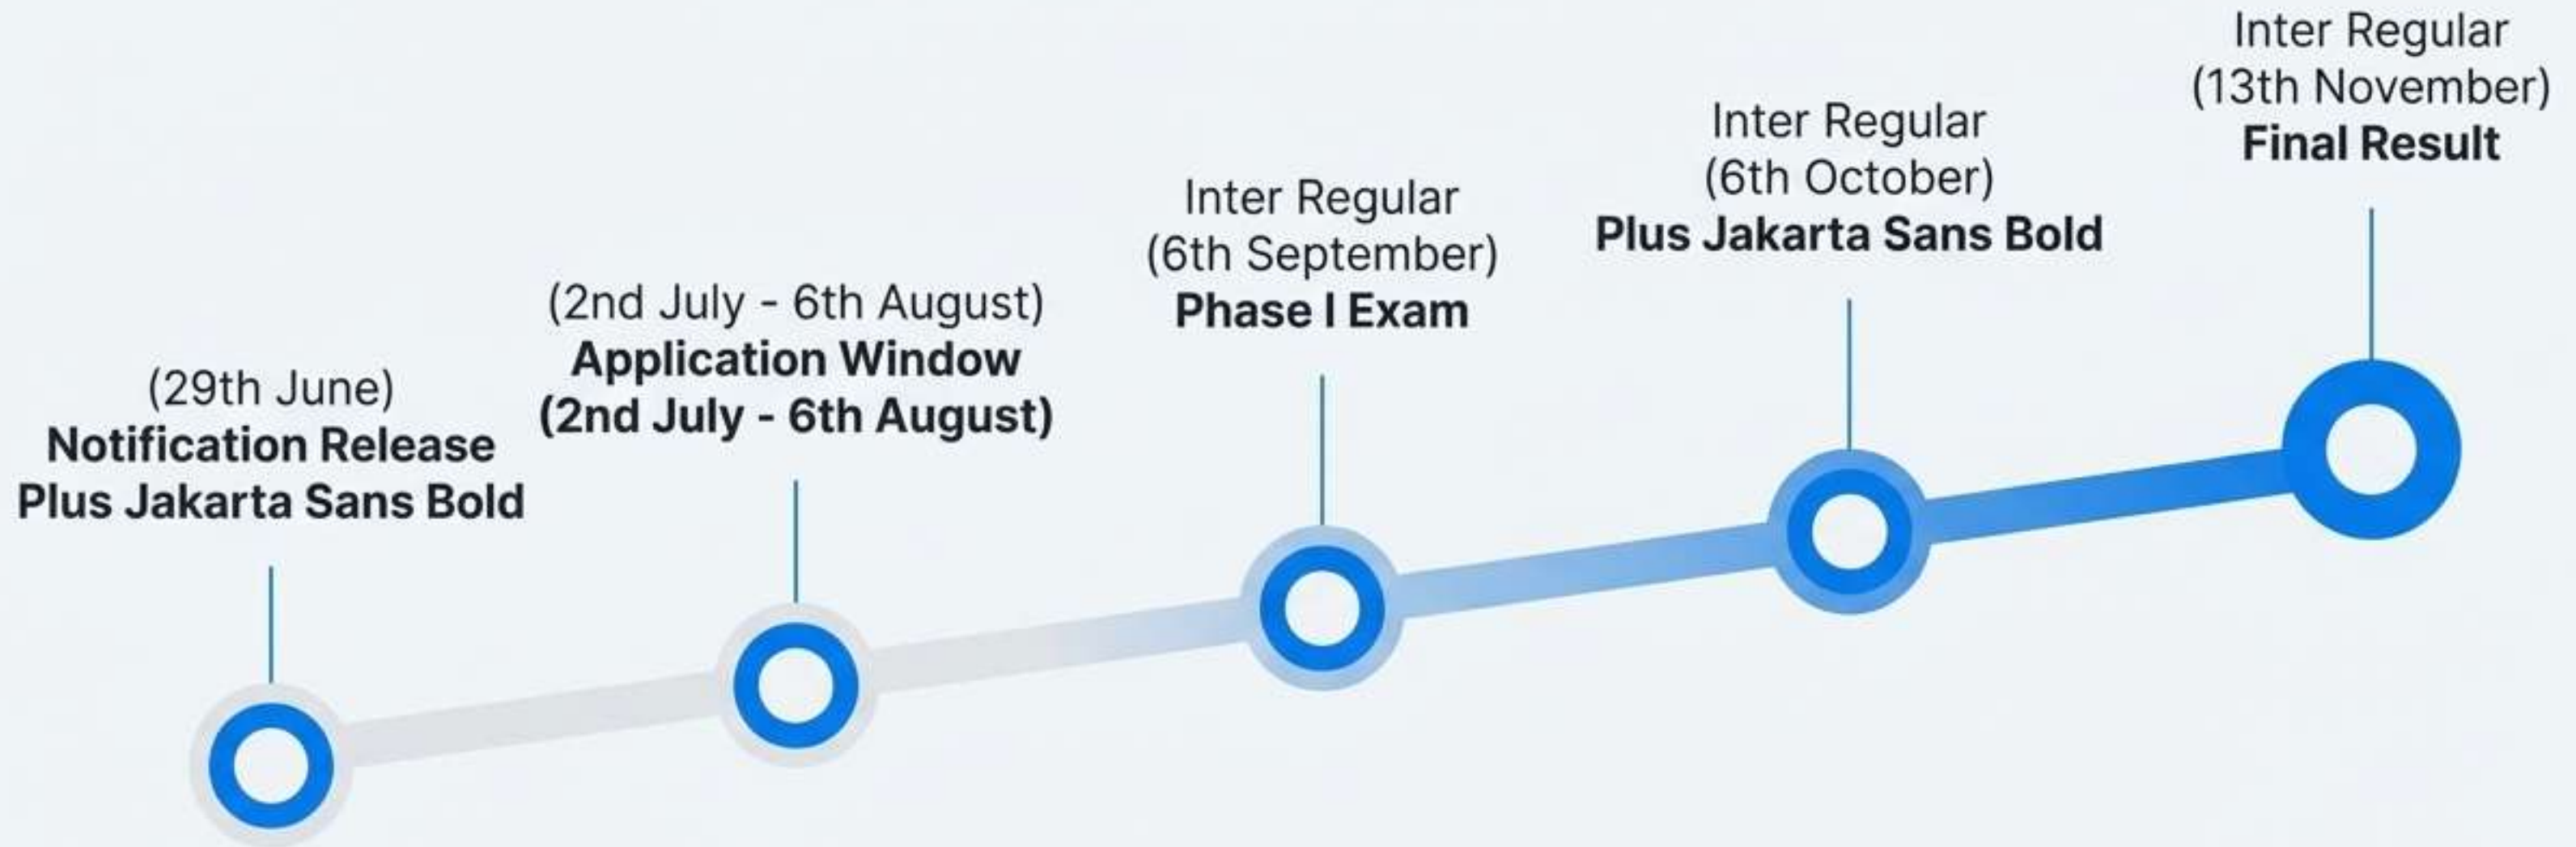 (29th June)
Notification Release
Plus Jakarta Sans Bold
(2nd July - 6th August)
Application Window
(2nd July - 6th August)
Inter Regular
(6th September)
Phase I Exam
Inter Regular
(6th October)
Plus Jakarta Sans Bold
Inter Regular
(13th November)
Final Result